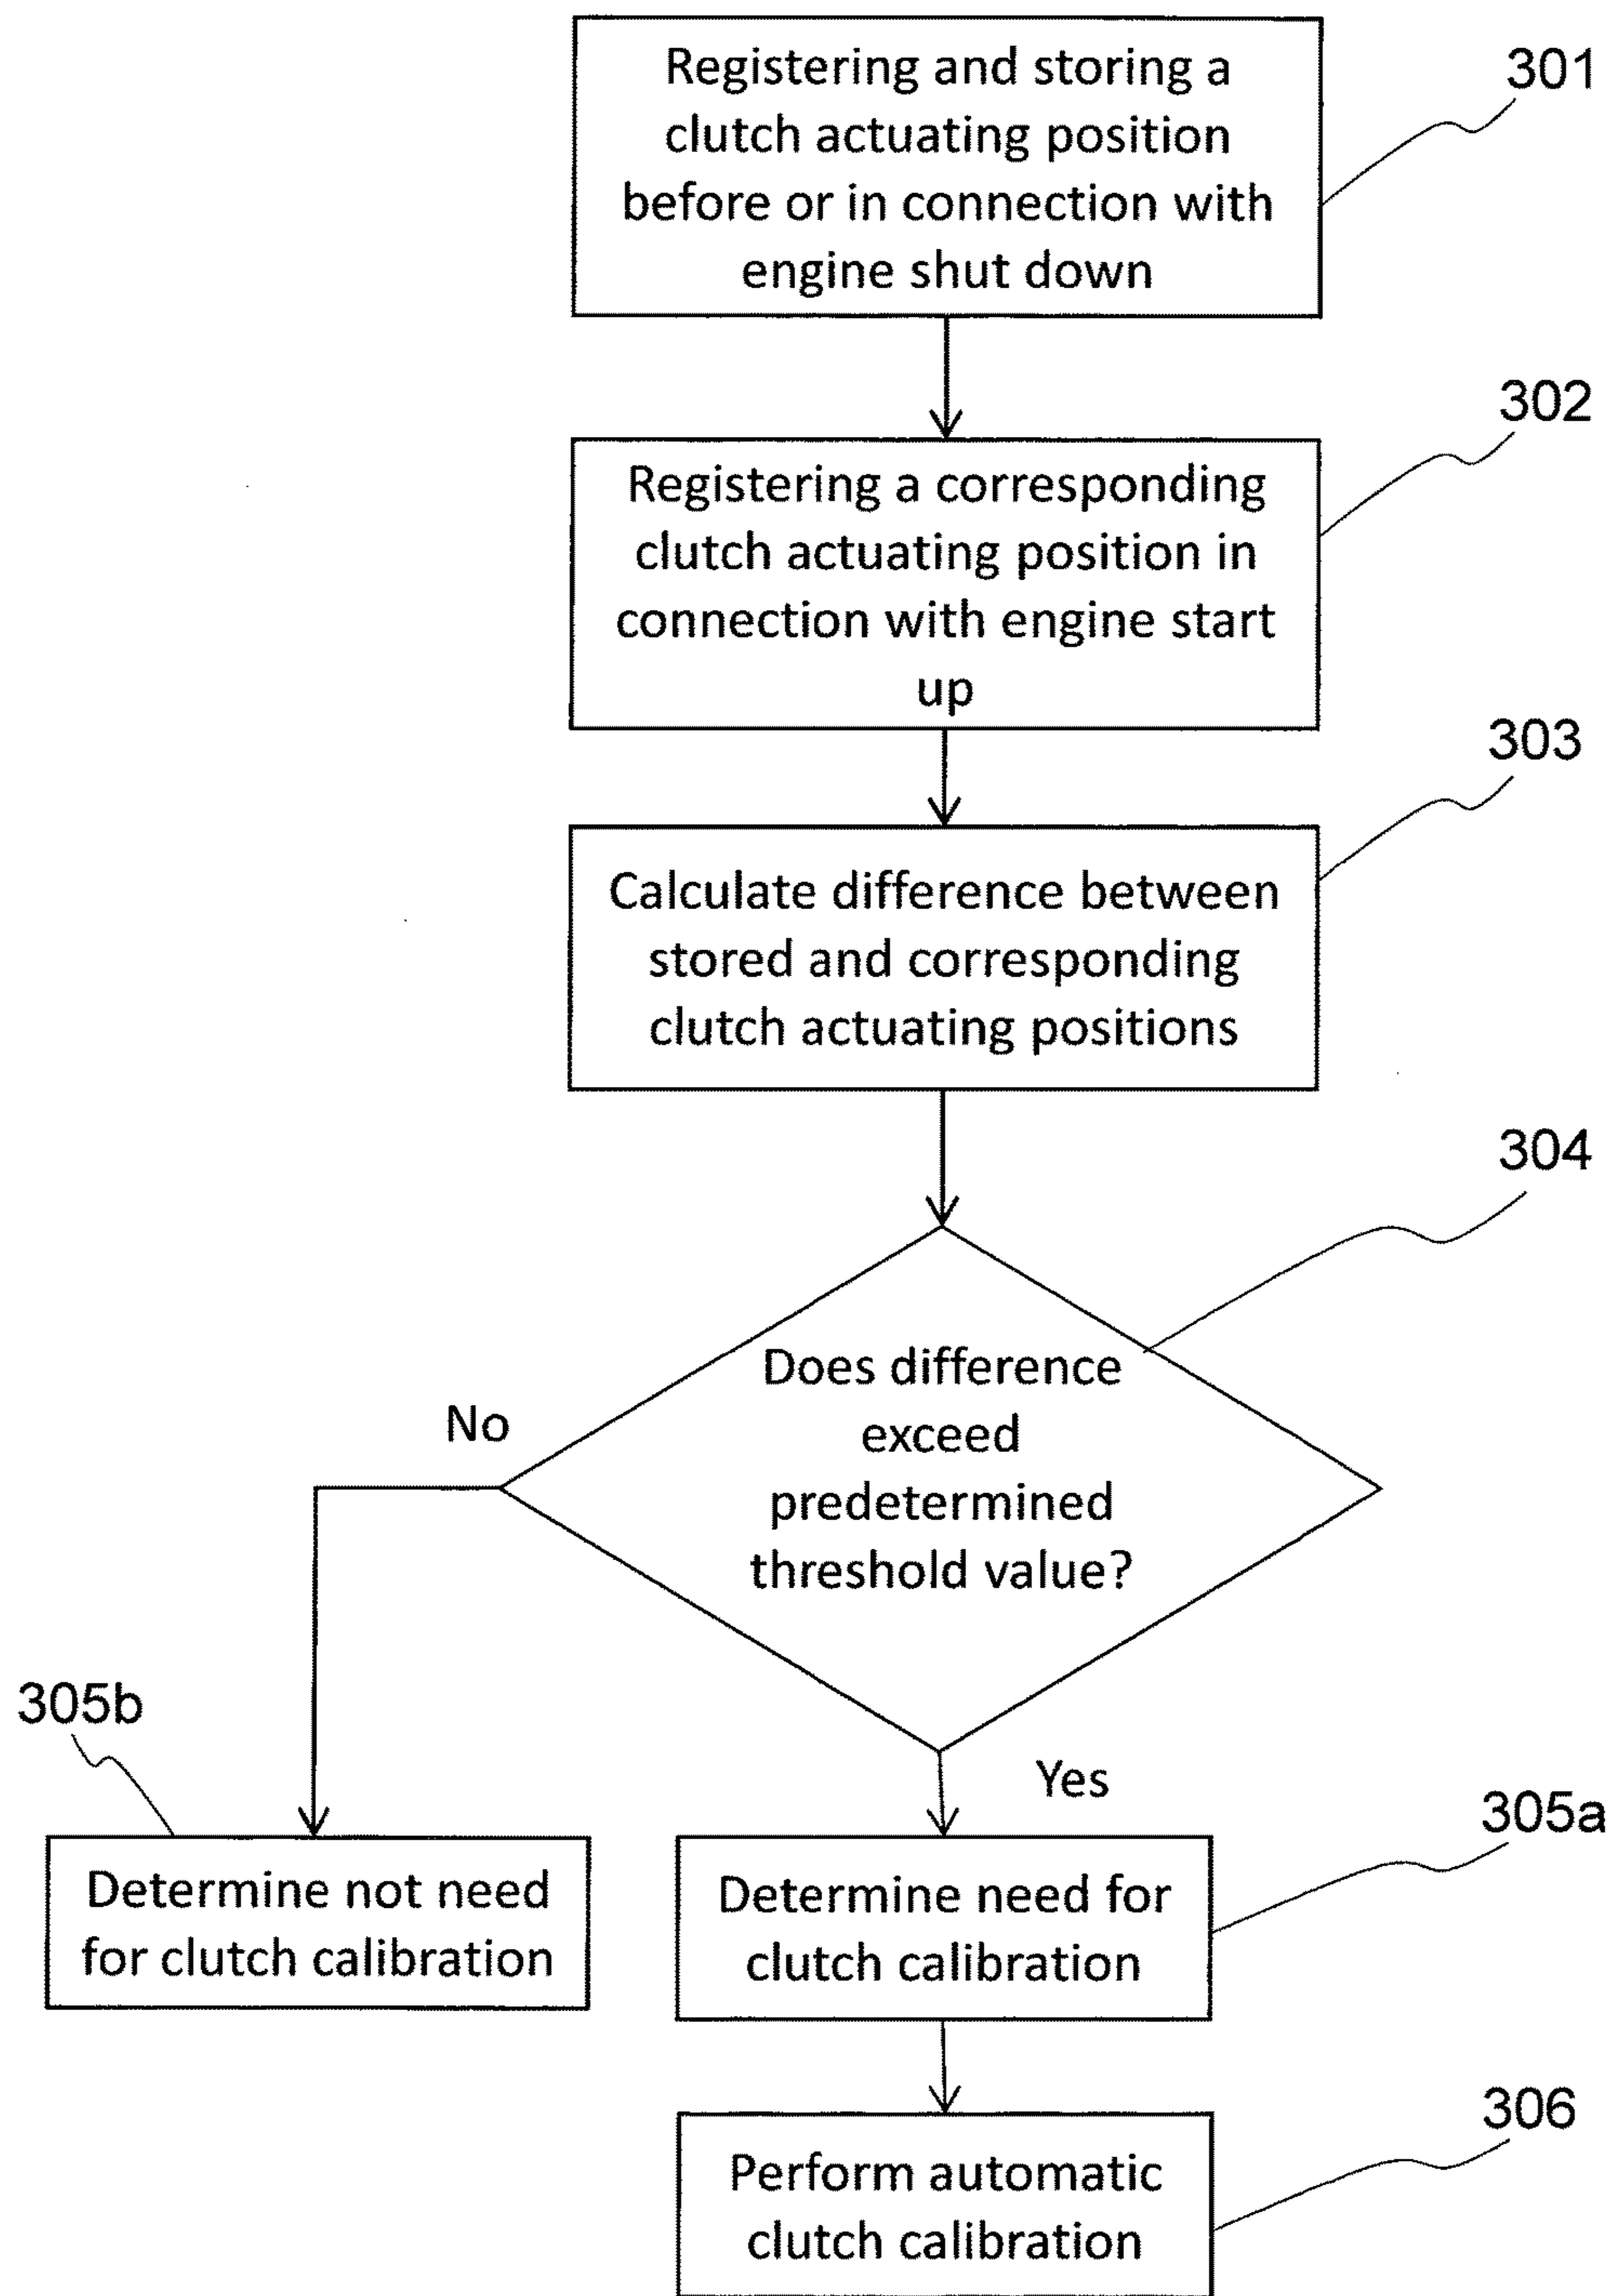 Registering and storing a
clutch actuating position
before or in connection with
engine shut down
301
Registering a corresponding
clutch actuating position in
connection with engine start
up
302
Calculate difference between
stored and corresponding
clutch actuating positions
303
304
Does difference
exceed
predetermined
threshold value?
No
Yes
305b
Determine not need
for clutch calibration
305a
Determine need for
clutch calibration
306
Perform automatic
clutch calibration